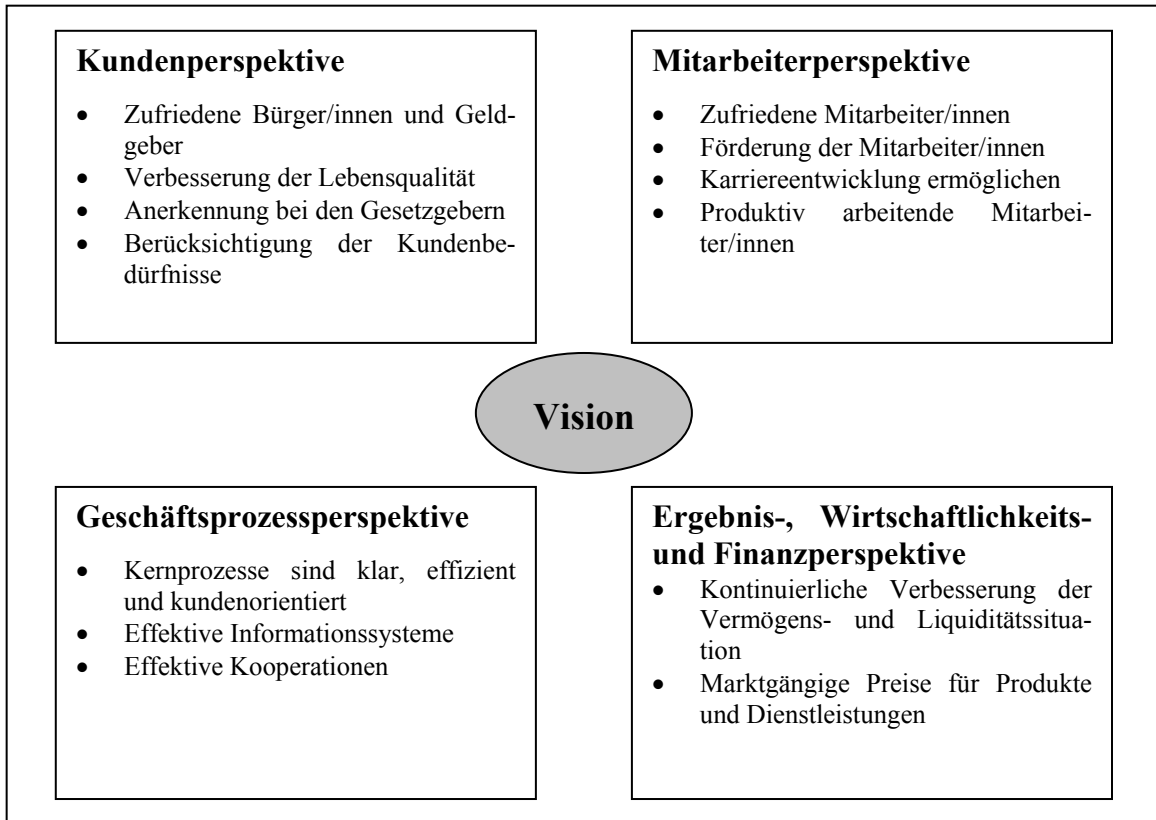 Kundenperspektive
• Zufriedene Bürger/innen und Geld-
geber
• Verbesserung der Lebensqualität
• Anerkennung bei den Gesetzgebern
• Berücksichtigung der Kundenbe-
dürfnisse
Mitarbeiterperspektive
• Zufriedene Mitarbeiter/innen
• Förderung der Mitarbeiter/innen
• Karriereentwicklung ermöglichen
• Produktiv arbeitende Mitarbei-
ter/innen
Vision
Geschäftsprozessperspektive
• Kernprozesse sind klar, effizient
und kundenorientiert
• Effektive Informationssysteme
• Effektive Kooperationen
Ergebnis-, Wirtschaftlichkeits-
und Finanzperspektive
• Kontinuierliche Verbesserung der
Vermögens- und Liquiditätssitua-
tion
• Marktgängige Preise für Produkte
und Dienstleistungen